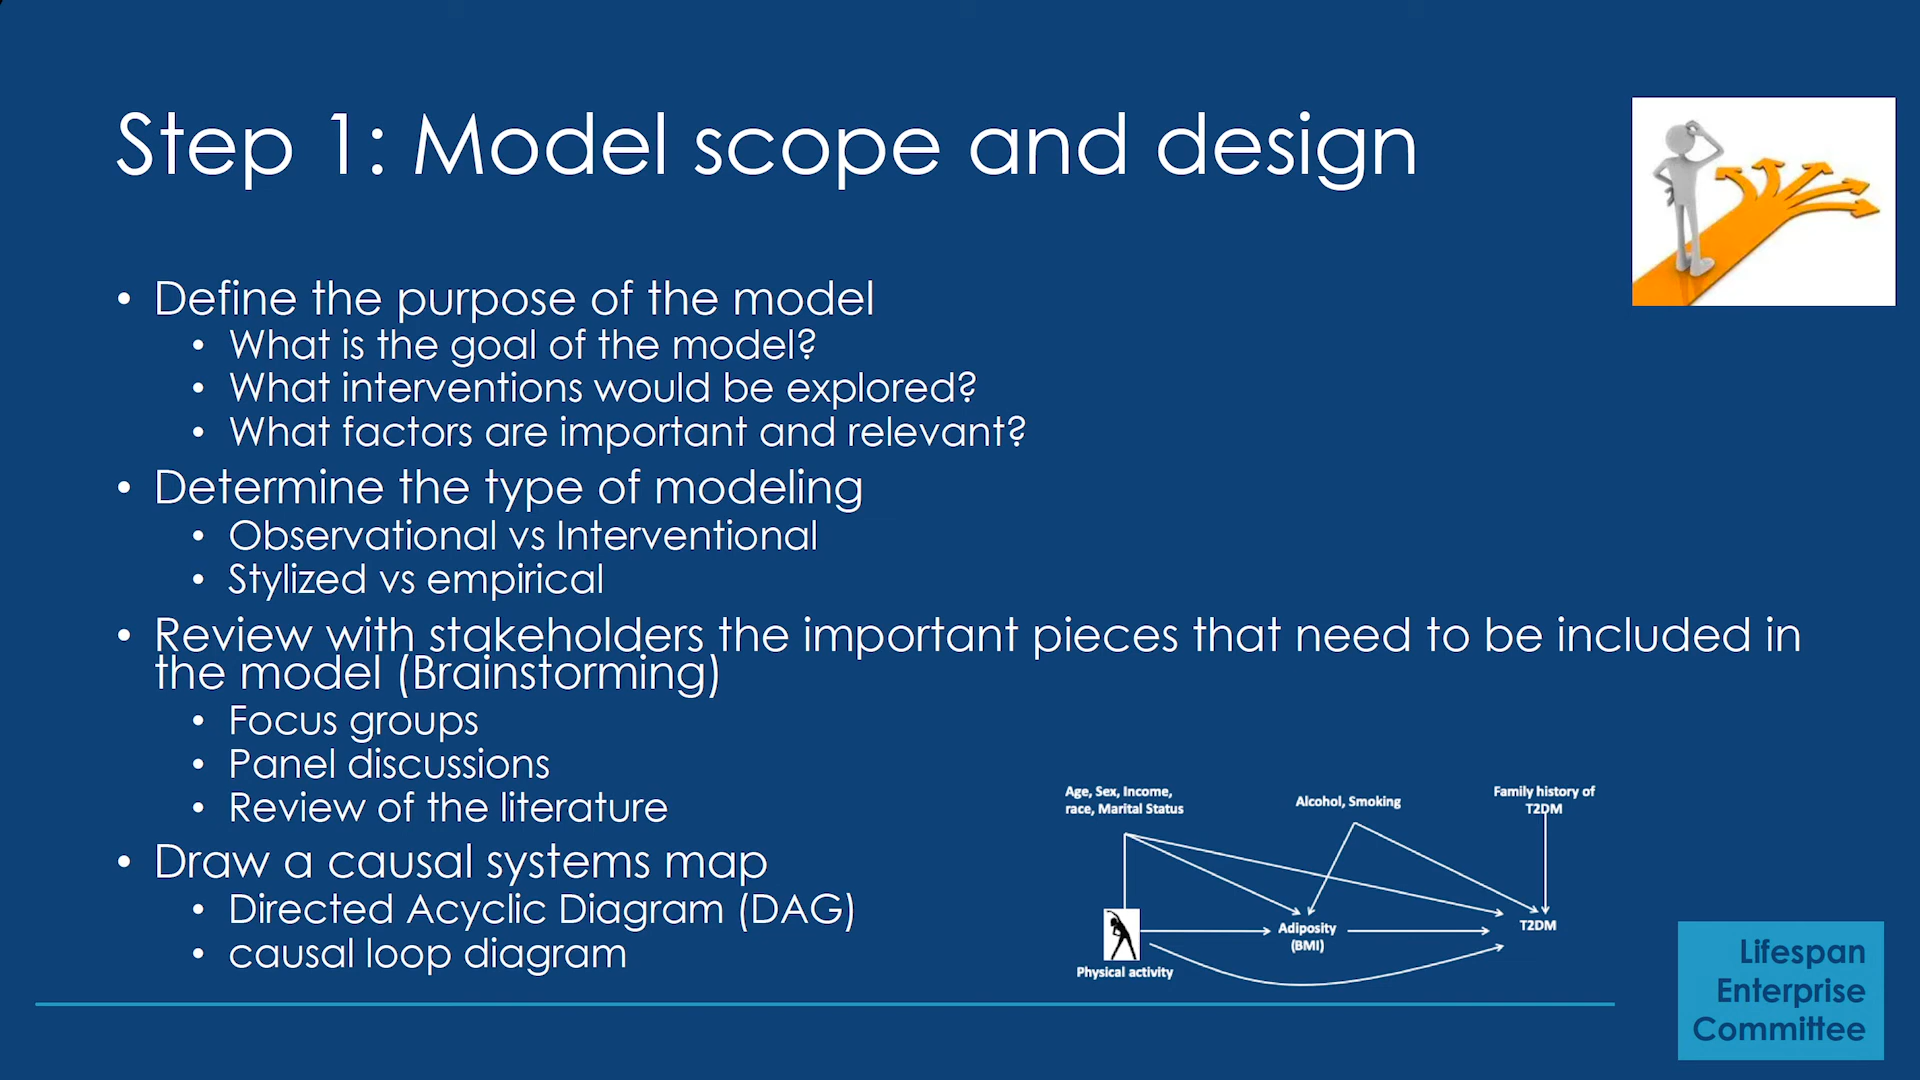 Step 1: Model scope and design
• Define the purpose of the model
• What is the goal of the model?
• What interventions would be explored?
• What factors are important and relevant?
• Determine the type of modeling
• Observational vs Interventional
• Stylized vs empirical
• Review with stakeholders the important pieces that need to be included in
the model (Brainstorming)
• Focus groups
• Panel discussions
• Review of the literature
• Draw a causal systems map
• Directed Acyclic Diagram (DAG)
• causal loop diagram
Age, Sex, Income,
race, Marital Status
Alcohol, Smoking
Family history of
T2DM
Adiposity
(BMI)
T2DM
Physical activity
Lifespan
Enterprise
Committee